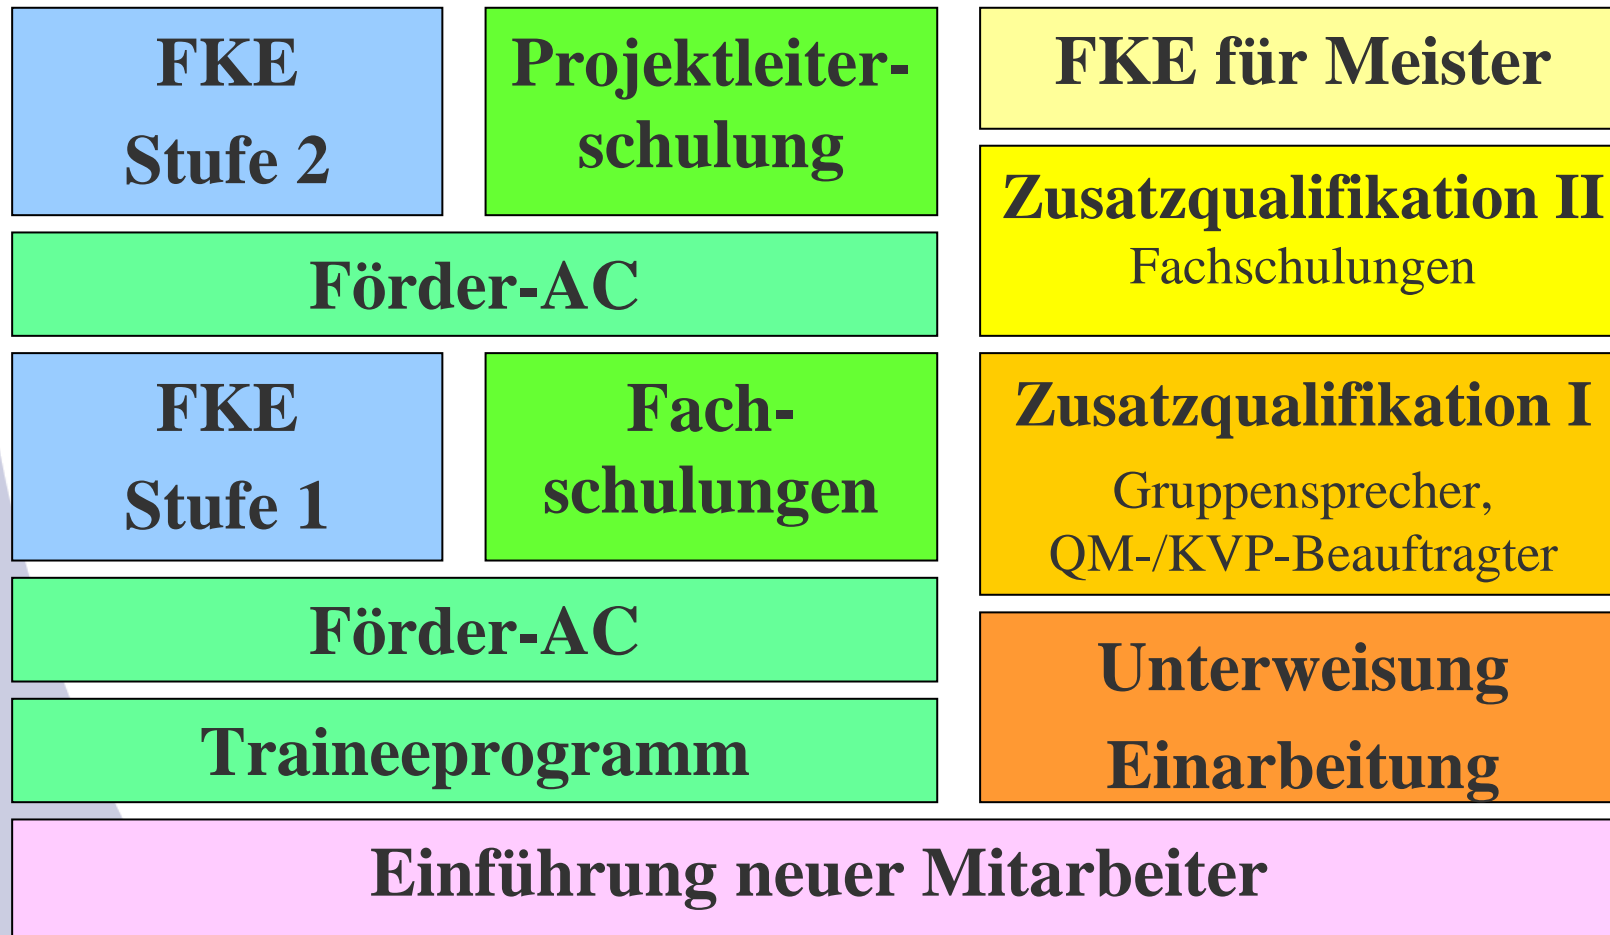 FKE
Stufe 2
Projektleiter-
schulung
FKE für Meister
Zusatzqualifikation II
Fachschulungen
Förder-AC
FKE
Stufe 1
Fach-
schulungen
Zusatzqualifikation I
Gruppensprecher,
QM-/KVP-Beauftragter
Förder-AC
Unterweisung
Einarbeitung
Traineeprogramm
Einführung neuer Mitarbeiter